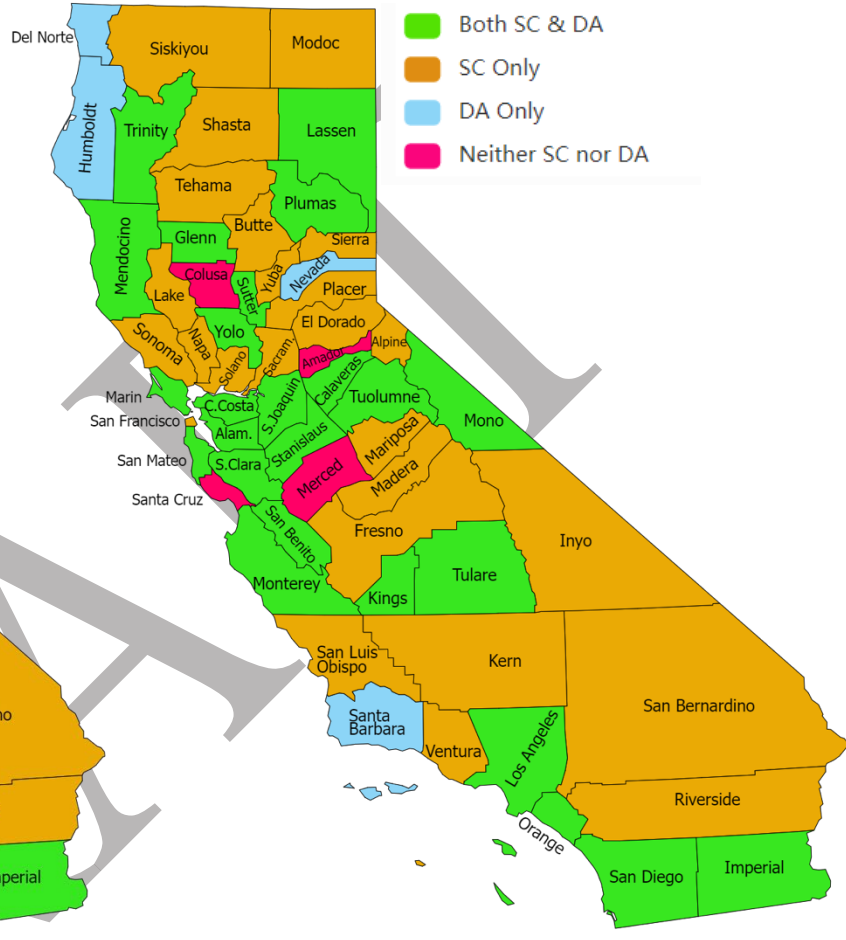 Both SC & DA
SC Only
DA Only
Neither SC nor DA
Del Norte
Siskiyou
Modoc
Humboldt
Trinity
Shasta
Lassen
Tehama
Plumas
Mendocino
Glenn
Butte
Sierra
Colusa
Sutter
Yuba
Nevada
Lake
Placer
Sonoma
Napa
Yolo
El Dorado
Solano
Sacram.
Amador
Alpine
Marin
C.Costa
S.Joaquin
Calaveras
Tuolumne
Mono
San Francisco
Alam.
Stanislaus
Mariposa
San Mateo
S.Clara
Merced
Madera
Santa Cruz
San Benito
Fresno
Inyo
Monterey
Kings
Tulare
San Luis
Obispo
Kern
San Bernardino
Santa
Barbara
Ventura
Los Angeles
Riverside
Orange
San Diego
Imperial
no
perial